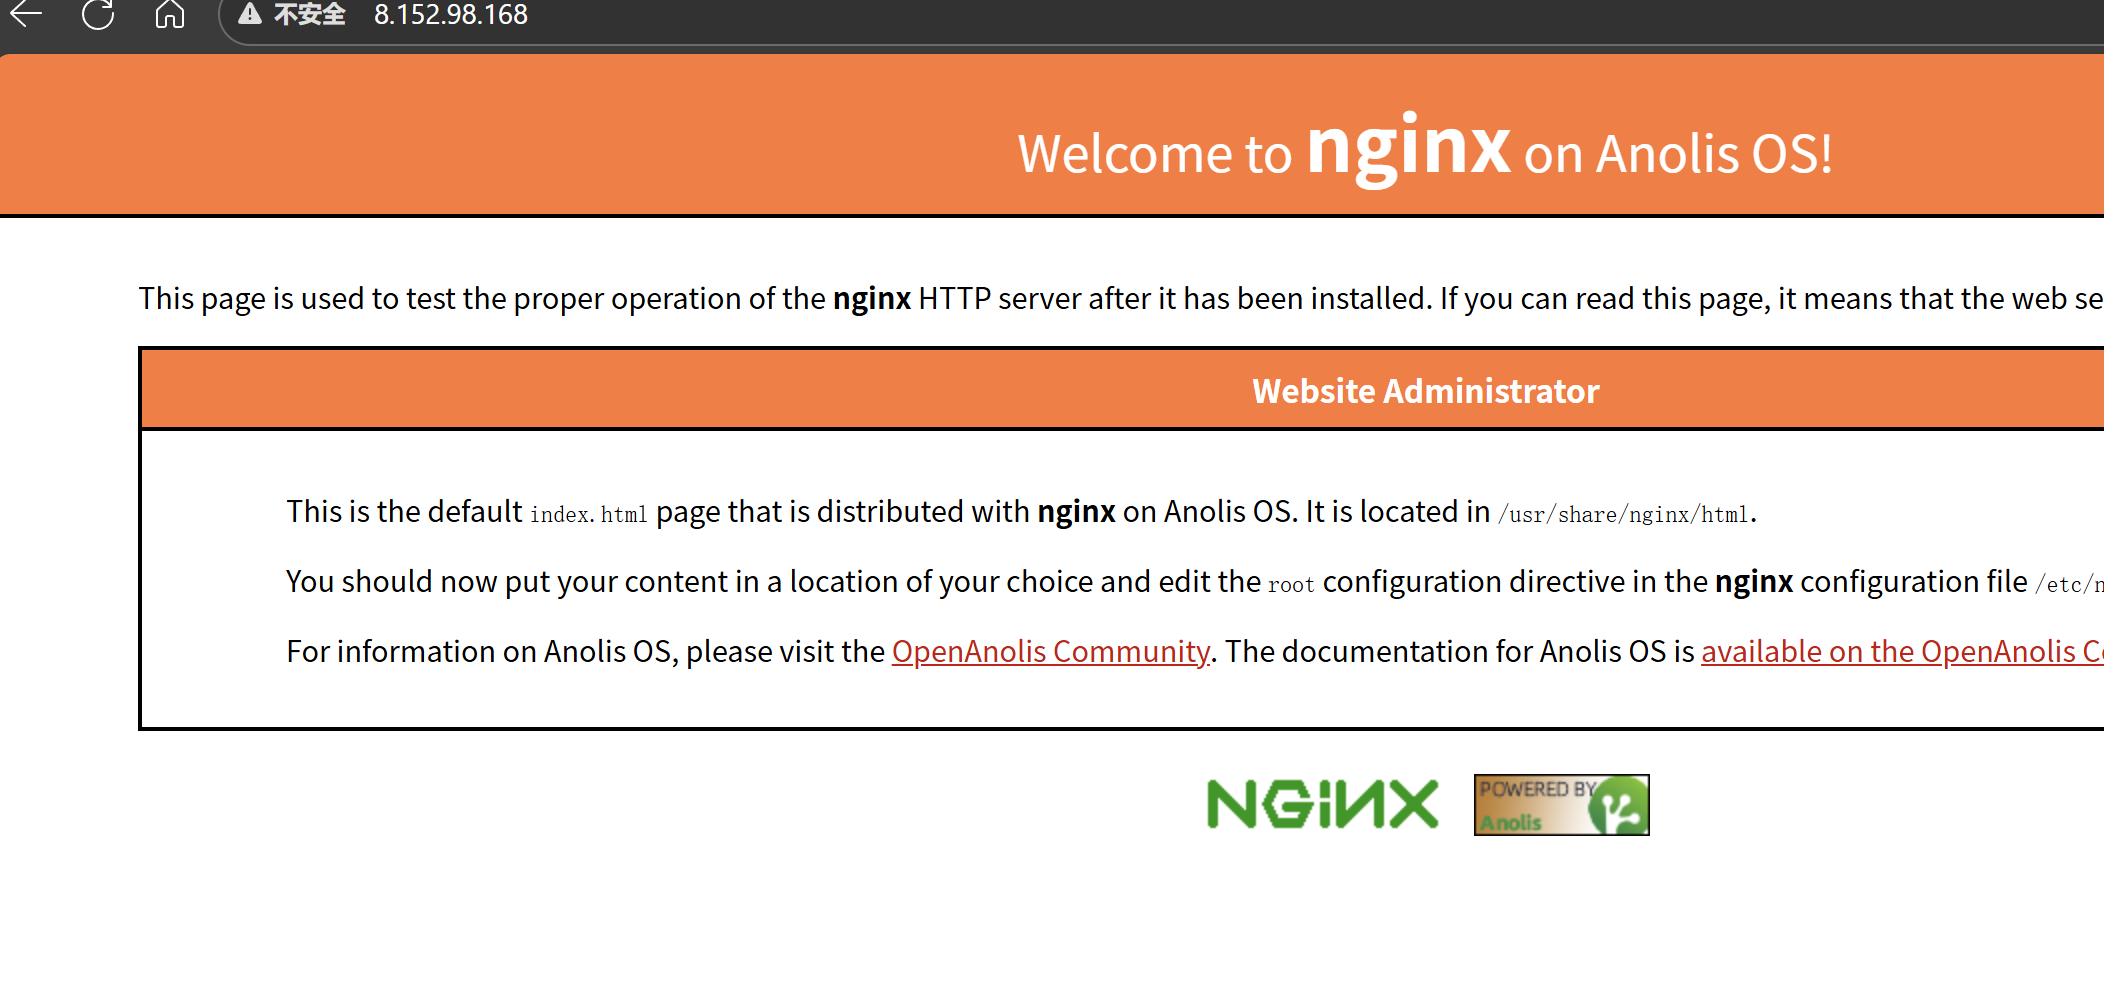 不安全 8.152.98.168
Welcome to nginx on Anolis OS!
This page is used to test the proper operation of the nginx HTTP server after it has been installed. If you can read this page, it means that the web se
Website Administrator
This is the default index.html page that is distributed with nginx on Anolis OS. It is located in /usr/share/nginx/html.
You should now put your content in a location of your choice and edit the root configuration directive in the nginx configuration file /etc/n
For information on Anolis OS, please visit the OpenAnolis Community. The documentation for Anolis OS is available on the OpenAnolis C
NGINX
POWERED BY
Anolis